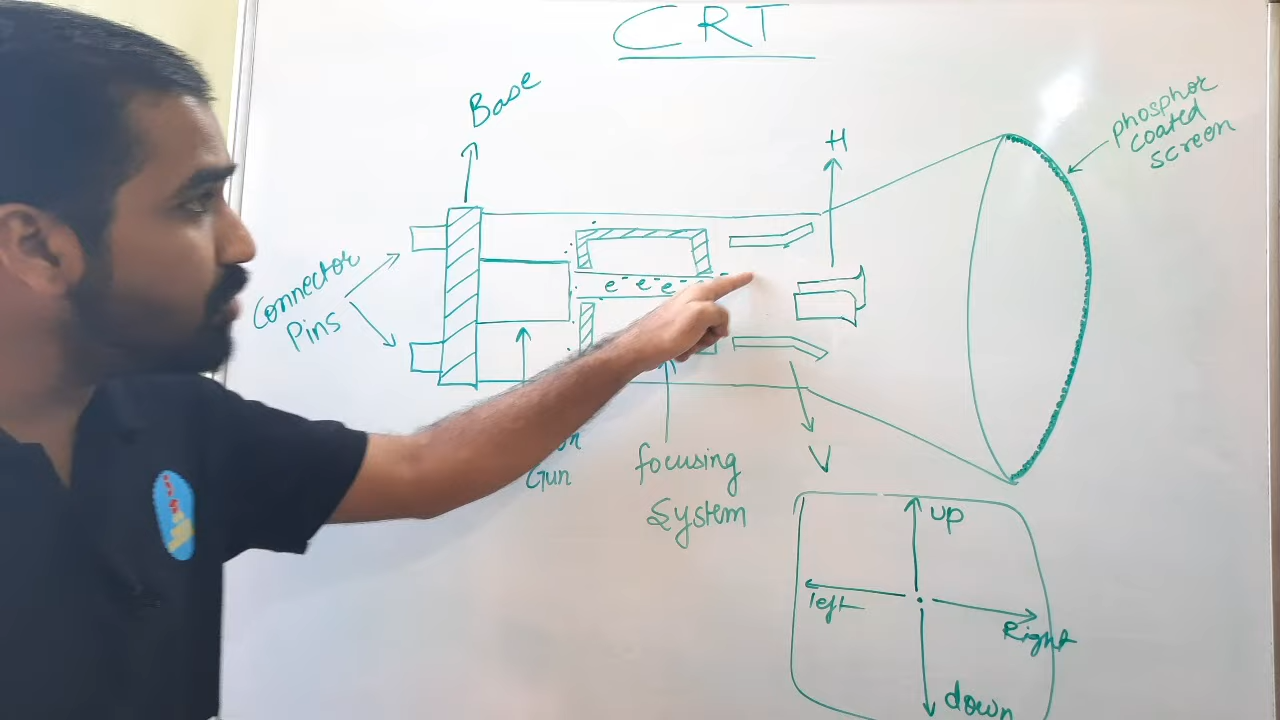 CRT
Base
phosphor
coated
screen
H
Connector
Pins
e⁻ e⁻ e⁻
Gun
focusing
System
V
up
left
Right
down